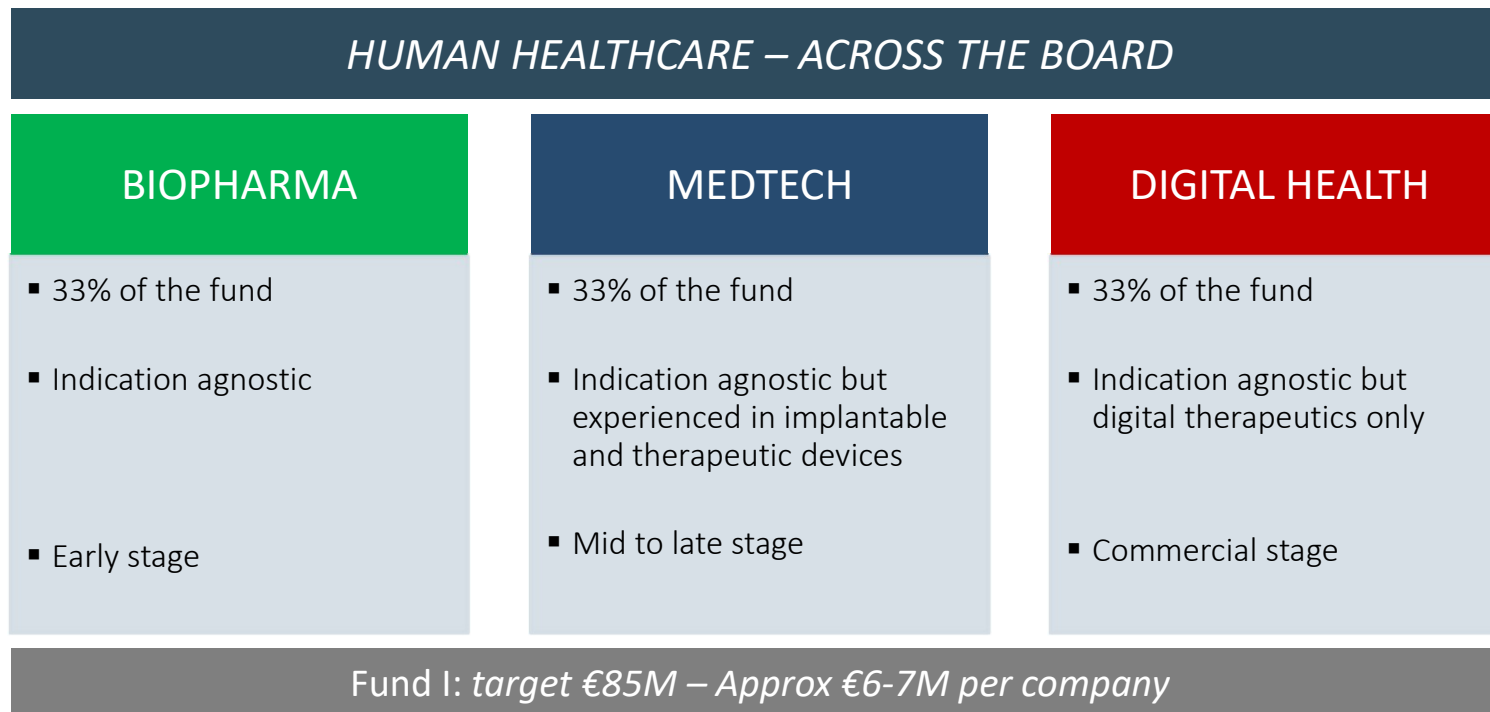 HUMAN HEALTHCARE – ACROSS THE BOARD
BIOPHARMA
▪ 33% of the fund
▪ Indication agnostic
▪ Early stage
MEDTECH
▪ 33% of the fund
▪ Indication agnostic but
experienced in implantable
and therapeutic devices
▪ Mid to late stage
DIGITAL HEALTH
▪ 33% of the fund
▪ Indication agnostic but
digital therapeutics only
▪ Commercial stage
Fund I: target €85M – Approx €6-7M per company